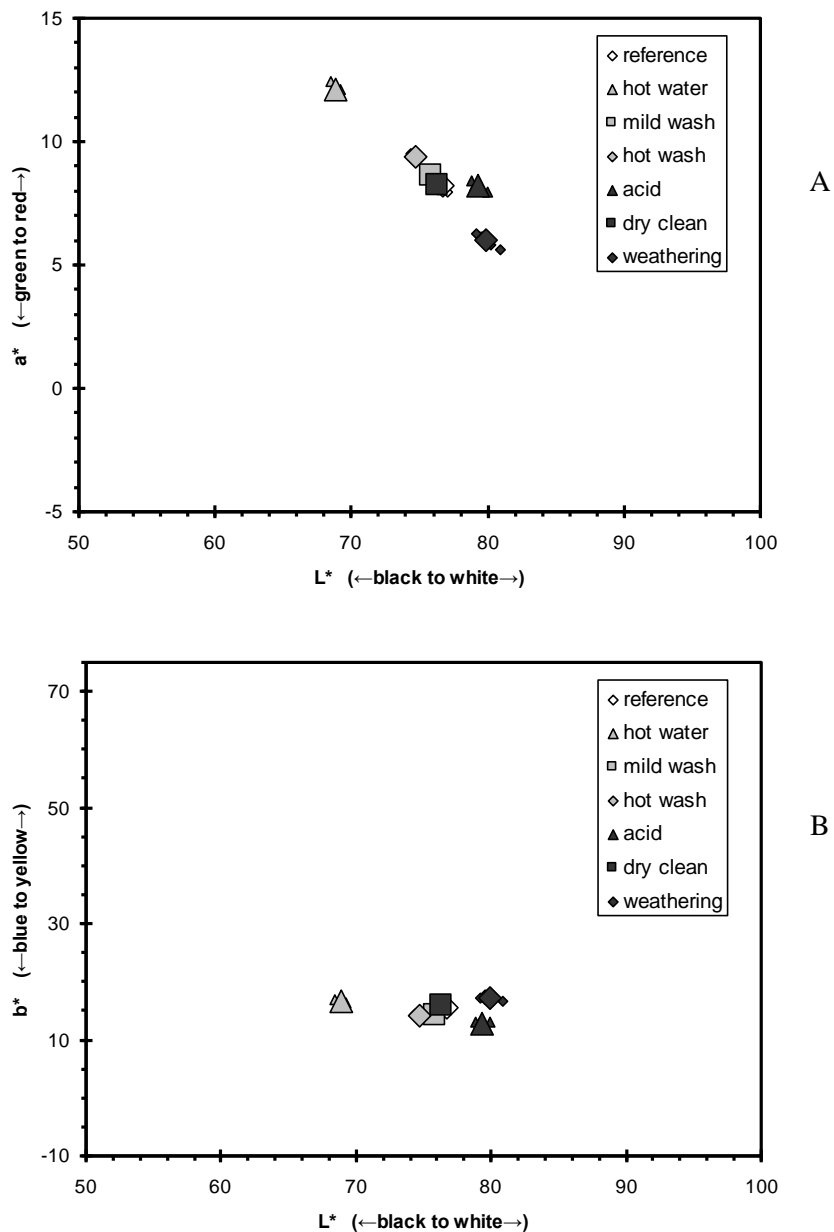 15
10
5
0
-5
a* (←green to red→)
reference
hot water
mild wash
hot wash
acid
dry clean
weathering
A
50 60 70 80 90 100
L* (←black to white→)
70
50
30
10
-10
b* (←blue to yellow→)
reference
hot water
mild wash
hot wash
acid
dry clean
weathering
B
50 60 70 80 90 100
L* (←black to white→)